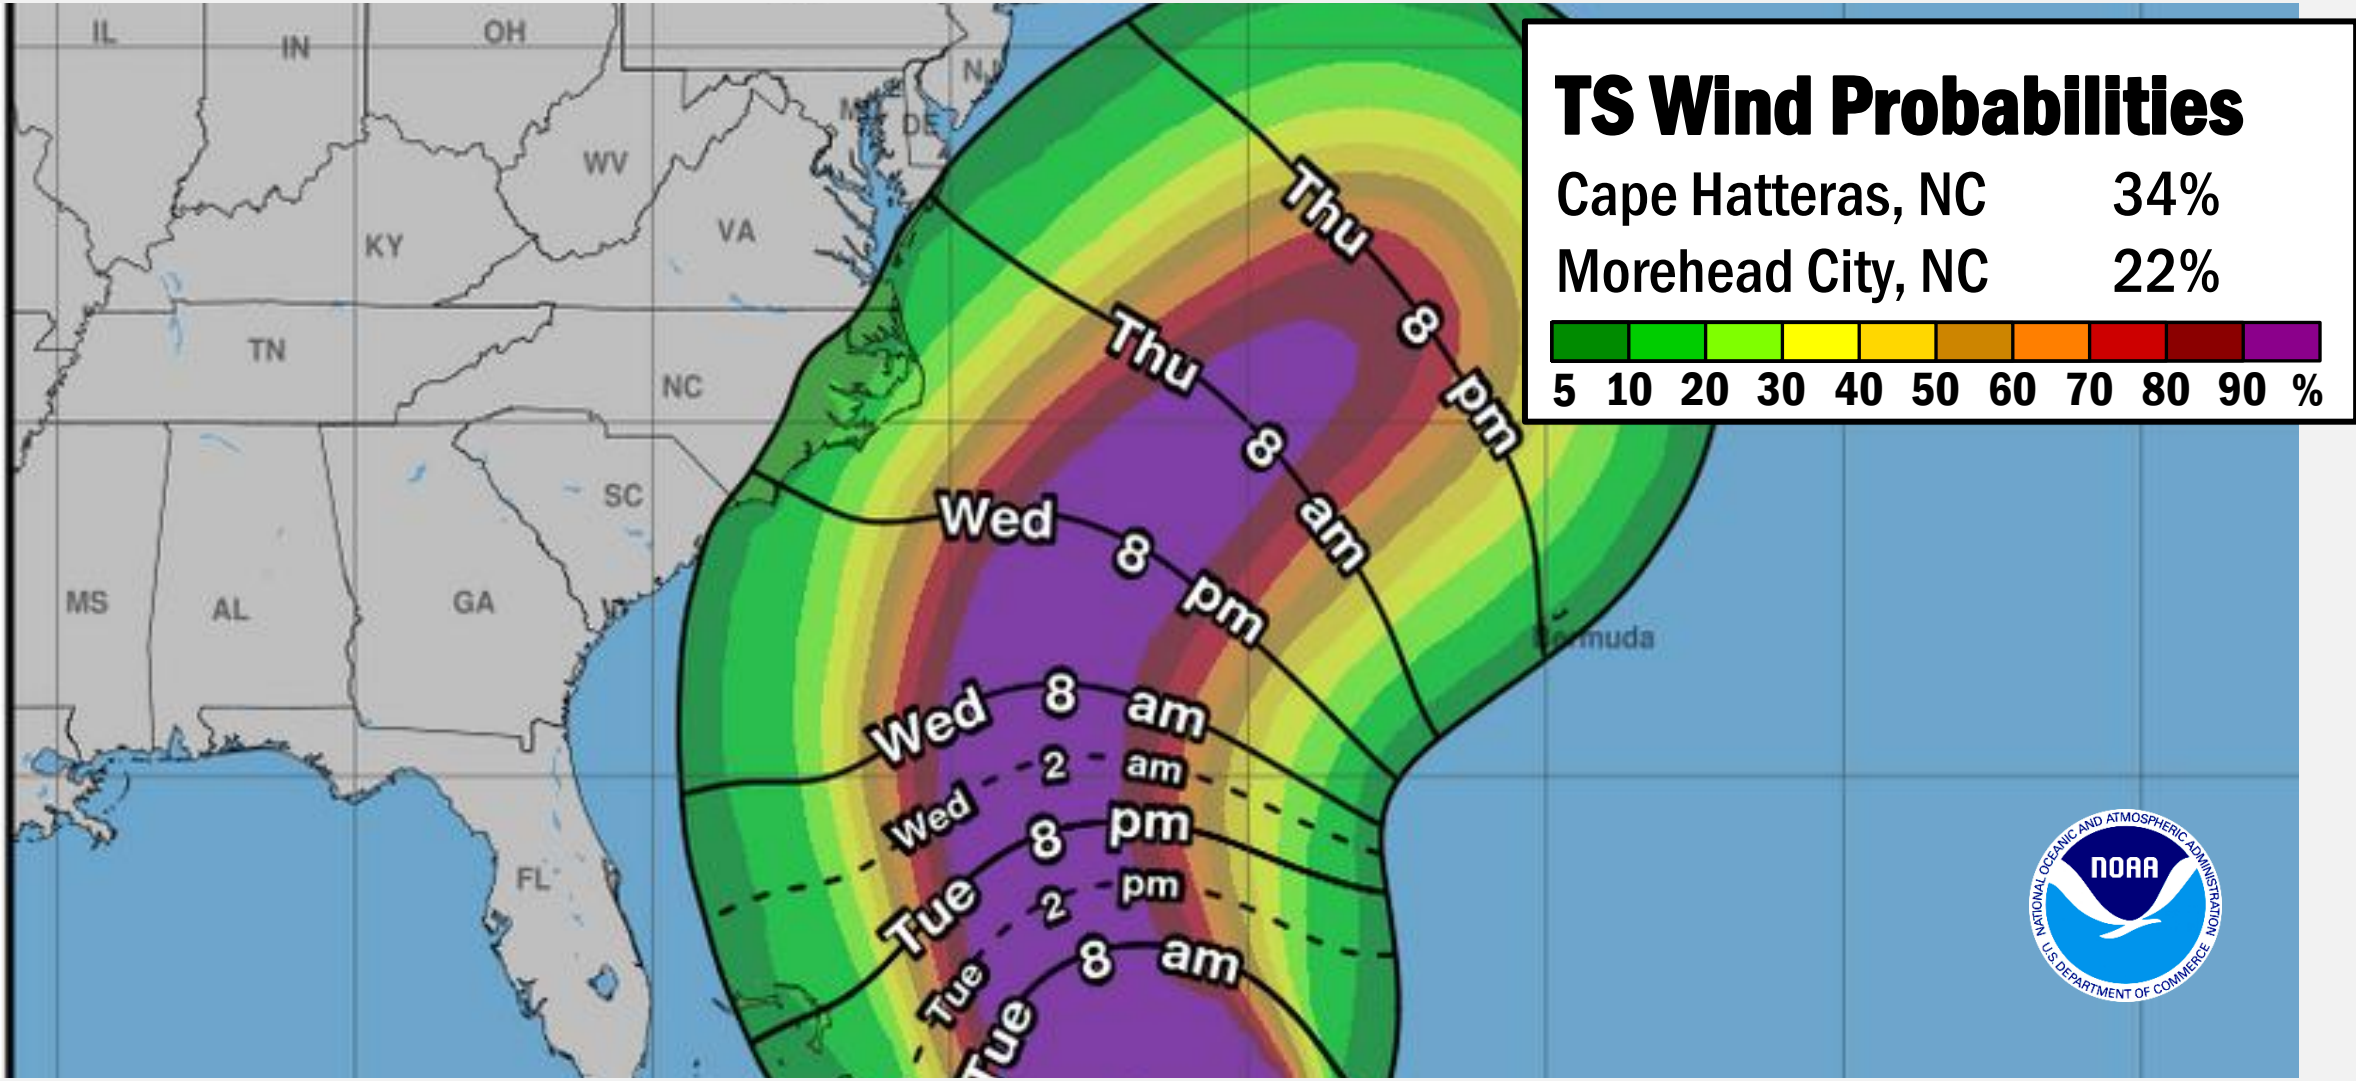 IL
IN
OH
NJ
DE
WV
VA
KY
TN
NC
SC
MS
AL
GA
FL
Thu 8 pm
Thu 8 am
Wed 8 pm
Wed 8 am
Wed 2 am
Tue 8 pm
Tue 2 pm
Tue 8 am
Bermuda
TS Wind Probabilities
Cape Hatteras, NC 34%
Morehead City, NC 22%
5 10 20 30 40 50 60 70 80 90 %
NATIONAL OCEANIC AND ATMOSPHERIC ADMINISTRATION
NOAA
U.S. DEPARTMENT OF COMMERCE